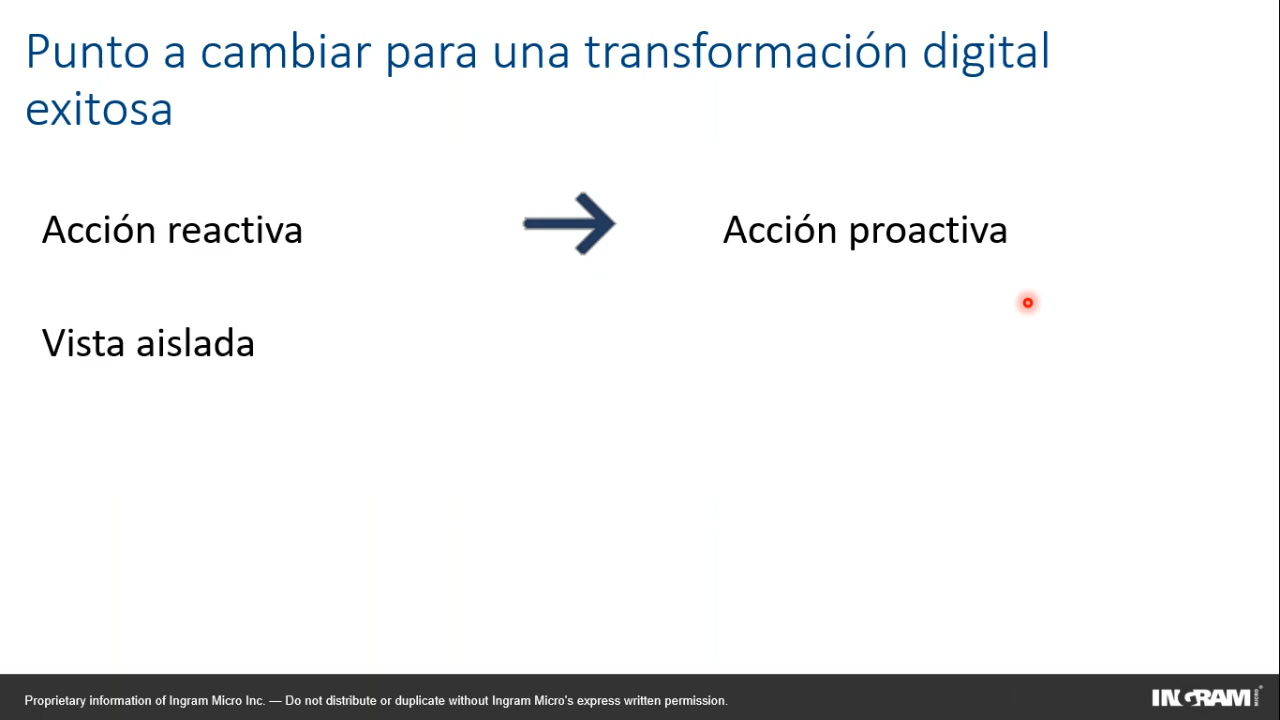 Punto a cambiar para una transformación digital
exitosa
Acción reactiva
Acción proactiva
Vista aislada
Proprietary information of Ingram Micro Inc. — Do not distribute or duplicate without Ingram Micro's express written permission.
INGRAM MICRO ®